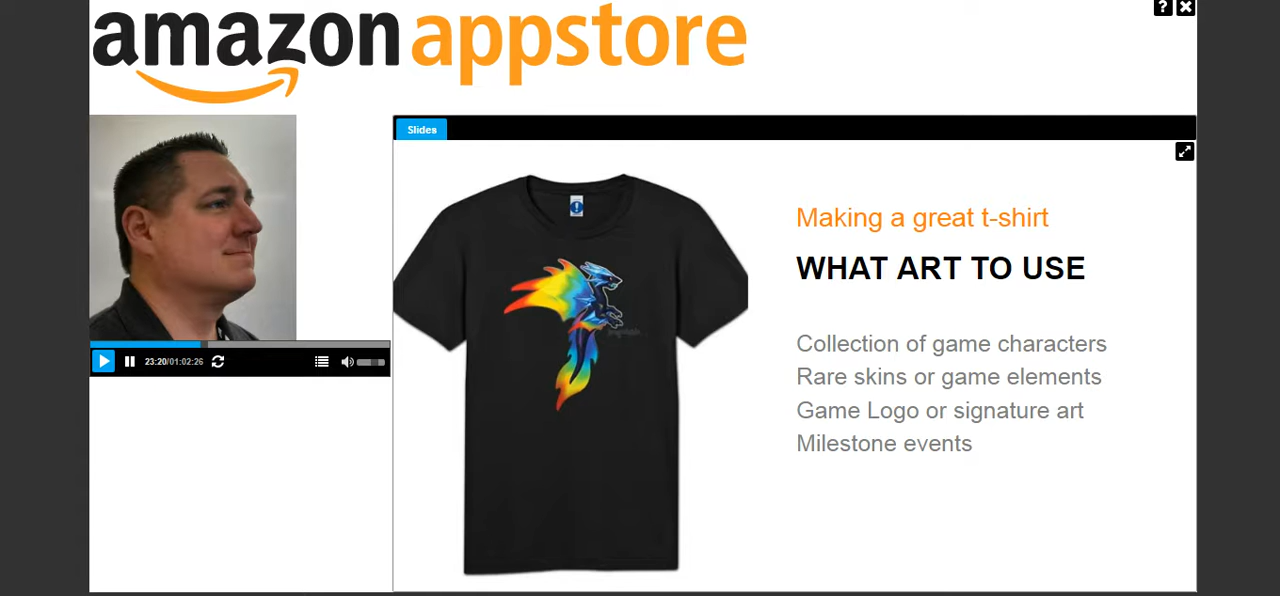 amazon appstore
?
Slides
Making a great t-shirt
WHAT ART TO USE
Collection of game characters
Rare skins or game elements
Game Logo or signature art
Milestone events
23:20/01:02:26